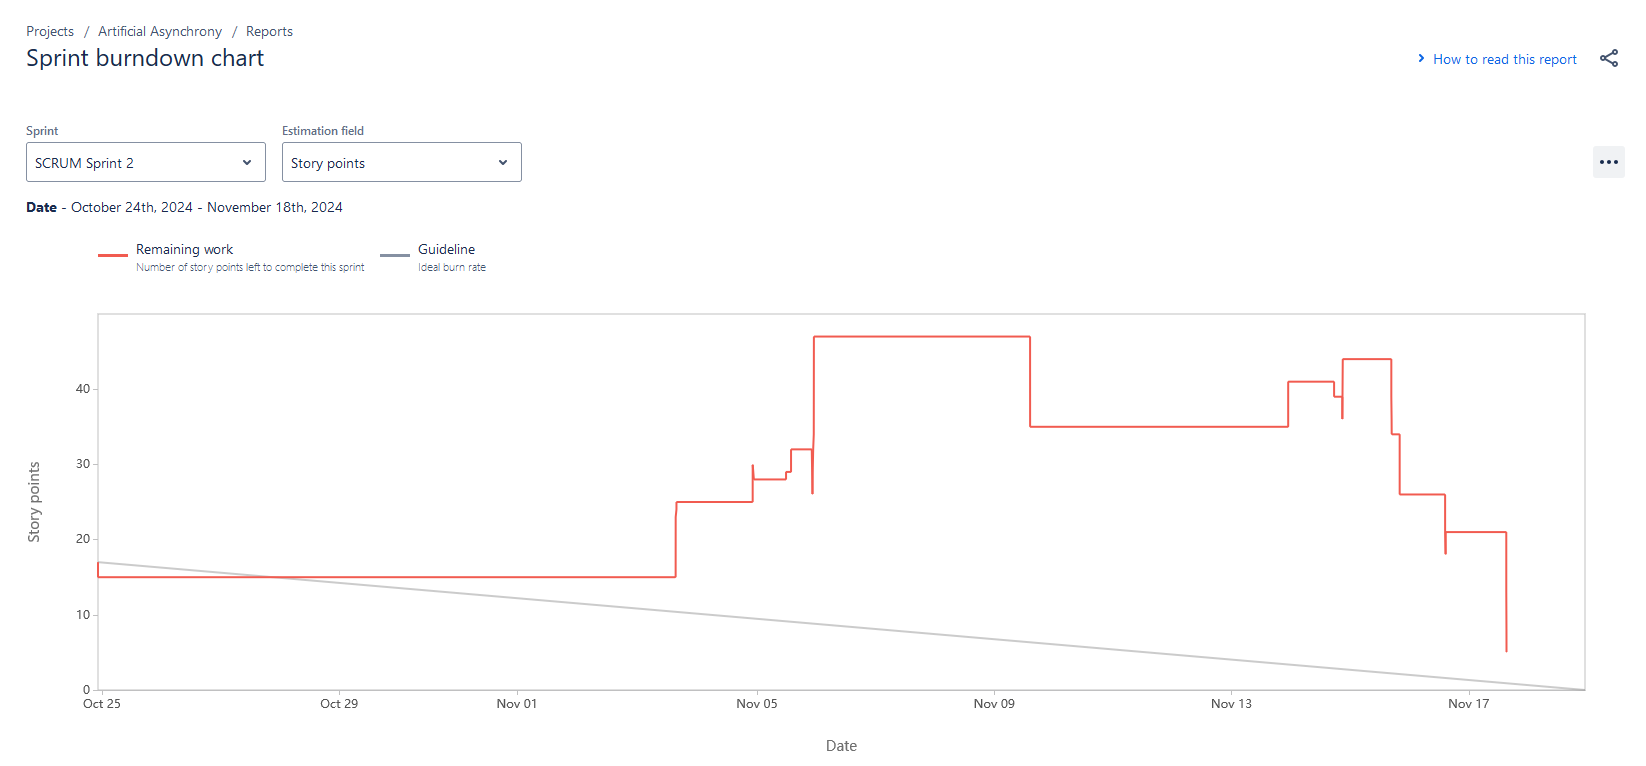 Projects / Artificial Asynchrony / Reports
Sprint burndown chart
How to read this report
Sprint
Estimation field
SCRUM Sprint 2
Story points
Date - October 24th, 2024 - November 18th, 2024
Remaining work
Number of story points left to complete this sprint
Guideline
Ideal burn rate
Story points
40
30
20
10
0
Oct 25
Oct 29
Nov 01
Nov 05
Nov 09
Nov 13
Nov 17
Date